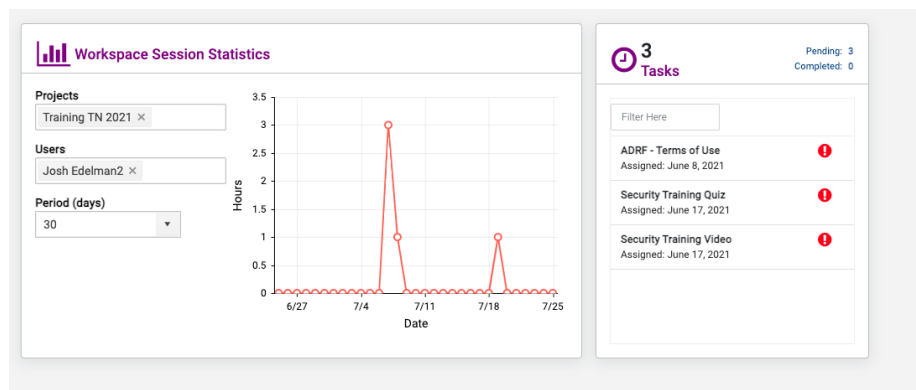 Workspace Session Statistics
Projects
Training TN 2021 ×
Users
Josh Edelman2 ×
Period (days)
30
Hours
3.5
3
2.5
2
1.5
1
0.5
0
6/27 7/4 7/11 7/18 7/25
Date
3
Tasks
Pending: 3
Completed: 0
Filter Here
ADRF - Terms of Use
Assigned: June 8, 2021
Security Training Quiz
Assigned: June 17, 2021
Security Training Video
Assigned: June 17, 2021